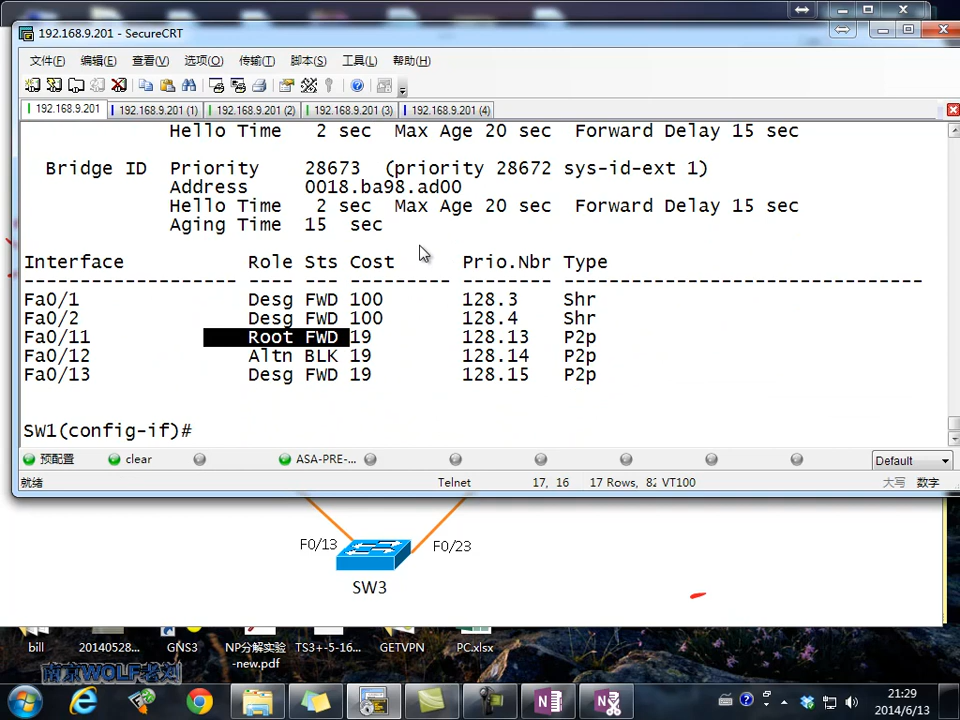 192.168.9.201 - SecureCRT
文件(F) 编辑(E) 查看(V) 选项(O) 传输(T) 脚本(S) 工具(L) 帮助(H)
192.168.9.201 192.168.9.201 (1) 192.168.9.201 (2) 192.168.9.201 (3) 192.168.9.201 (4)
Hello Time 2 sec Max Age 20 sec Forward Delay 15 sec
Bridge ID Priority 28673 (priority 28672 sys-id-ext 1)
Address 0018.ba98.ad00
Hello Time 2 sec Max Age 20 sec Forward Delay 15 sec
Aging Time 15 sec
Interface Role Sts Cost Prio.Nbr Type
------------------- ---- --- --------- -------- --------------------------------
Fa0/1 Desg FWD 100 128.3 Shr
Fa0/2 Desg FWD 100 128.4 Shr
Fa0/11 Root FWD 19 128.13 P2p
Fa0/12 Altn BLK 19 128.14 P2p
Fa0/13 Desg FWD 19 128.15 P2p
SW1(config-if)#
预配置 clear ASA-PRE-... Default
就绪 Telnet 17, 16 17 Rows, 82 VT100 大写 数字
F0/13 F0/23
SW3
bill 20140528... GNS3 NP分解实验 TS3+-5-16... GETVPN PC.xlsx
-new.pdf
南京WOLF老刘
21:29
2014/6/13